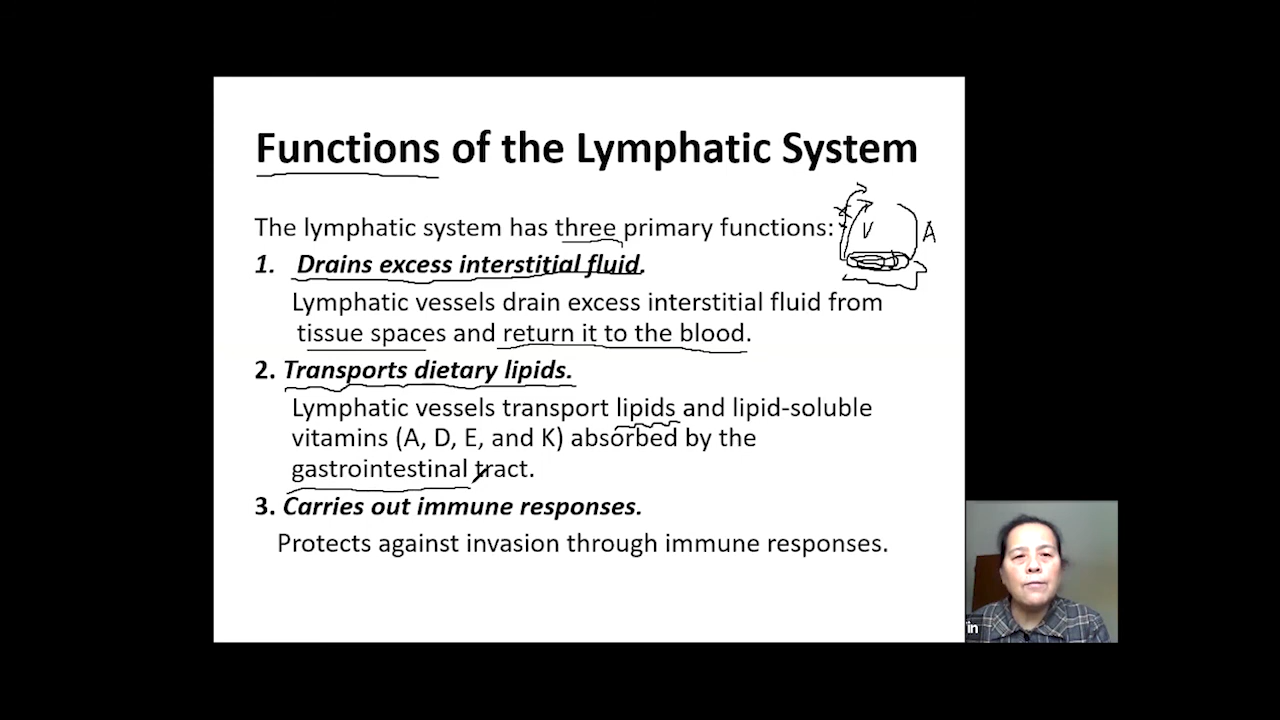 Functions of the Lymphatic System
The lymphatic system has three primary functions:
V
A
1. Drains excess interstitial fluid.
Lymphatic vessels drain excess interstitial fluid from
tissue spaces and return it to the blood.
2. Transports dietary lipids.
Lymphatic vessels transport lipids and lipid-soluble
vitamins (A, D, E, and K) absorbed by the
gastrointestinal tract.
3. Carries out immune responses.
Protects against invasion through immune responses.
in